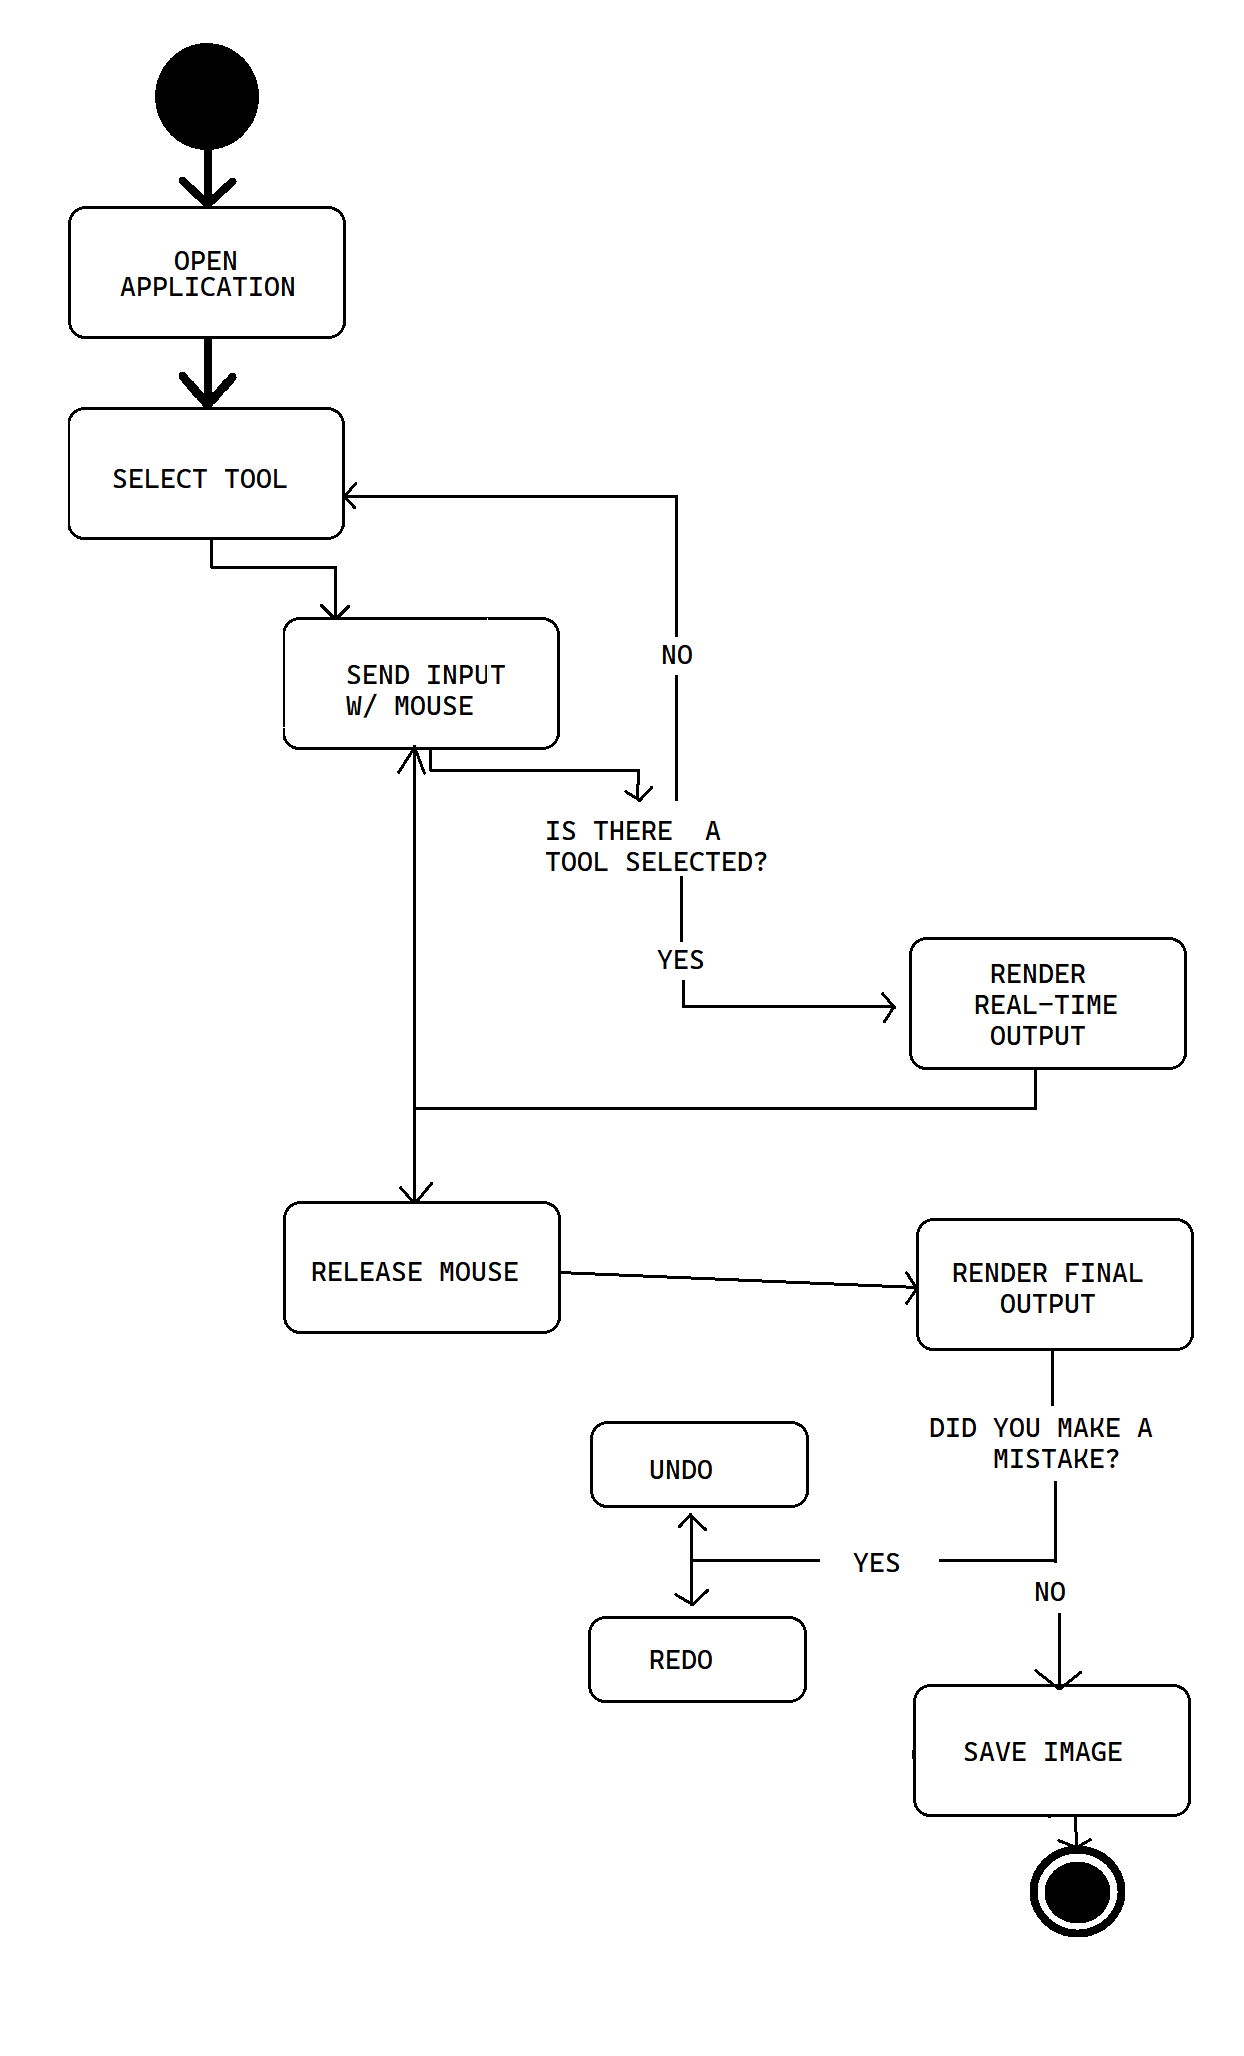 OPEN
APPLICATION
SELECT TOOL
NO
SEND INPUT
W/ MOUSE
IS THERE A
TOOL SELECTED?
YES
RENDER
REAL-TIME
OUTPUT
RELEASE MOUSE
RENDER FINAL
OUTPUT
DID YOU MAKE A
MISTAKE?
UNDO
YES
NO
REDO
SAVE IMAGE